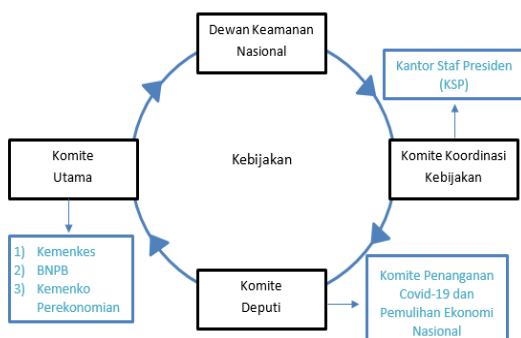 Dewan Keamanan
Nasional
Kantor Staf Presiden
(KSP)
Komite
Utama
Kebijakan
Komite Koordinasi
Kebijakan
1) Kemenkes
2) BNPB
3) Kemenko
Perekonomian
Komite
Deputi
Komite Penanganan
Covid-19 dan
Pemulihan Ekonomi
Nasional